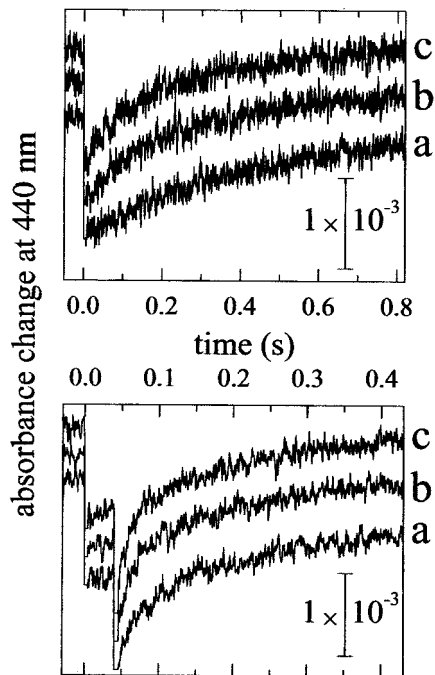 absorbance change at 440 nm
c
b
a
1 × 10⁻³
0.0 0.2 0.4 0.6 0.8
time (s)
0.0 0.1 0.2 0.3 0.4
c
b
a
1 × 10⁻³